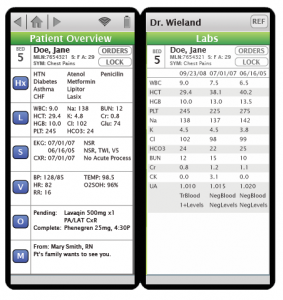 Patient Overview
BED
5
Doe, Jane
ORDERS
MLN:7654321 S: F A: 29
SYM: Chest Pains
LOCK
Hx
HTN Atenol Penicilin
Diabetes Metformin
Asthma Lipitor
CHF Lasix
L
WBC: 9.0 Na: 138 BUN: 12
HCT: 29.4 K: 4.8 Cr: 0.8
HGB: 10.0 Cl: 102 Glu: 74
PLT: 245 HCO3: 24
S
EKG: 07/01/07 NSR
06/16/05 NSR, TWI, V5
CXR: 07/01/07 No Acute Process
V
BP: 128/85 TEMP: 98.5
HR: 82 O2SOH: 96%
RR: 16
O
Pending: Lavaqin 500mg x1
PA/LAT CxR
Complete: Phenegren 25mg, 4:30P
M
From: Mary Smith, RN
Pt's family wants to see you.
Dr. Wieland
REF
Labs
BED
5
Doe, Jane
ORDERS
MLN:7654321 S: F A: 29
SYM: Chest Pains
LOCK
09/23/08 07/01/07 06/16/05
WBC 9.0 7.5 6.5
HCT 29.4 38.1 40.2
HGB 10.0 13.0 13.5
PLT 245 225 275
Na 138 137 142
K 4.5 4.5 3.8
Cl 102 98 99
HCO3 24 22 25
BUN 12 15 10
Cr 0.8 1.2 1.1
CK 0.0 3.1 0.0
UA 1.010 1.015 1.020
TrBlood NegBlood NegBlood
1+Levels NegLevels NegLevels